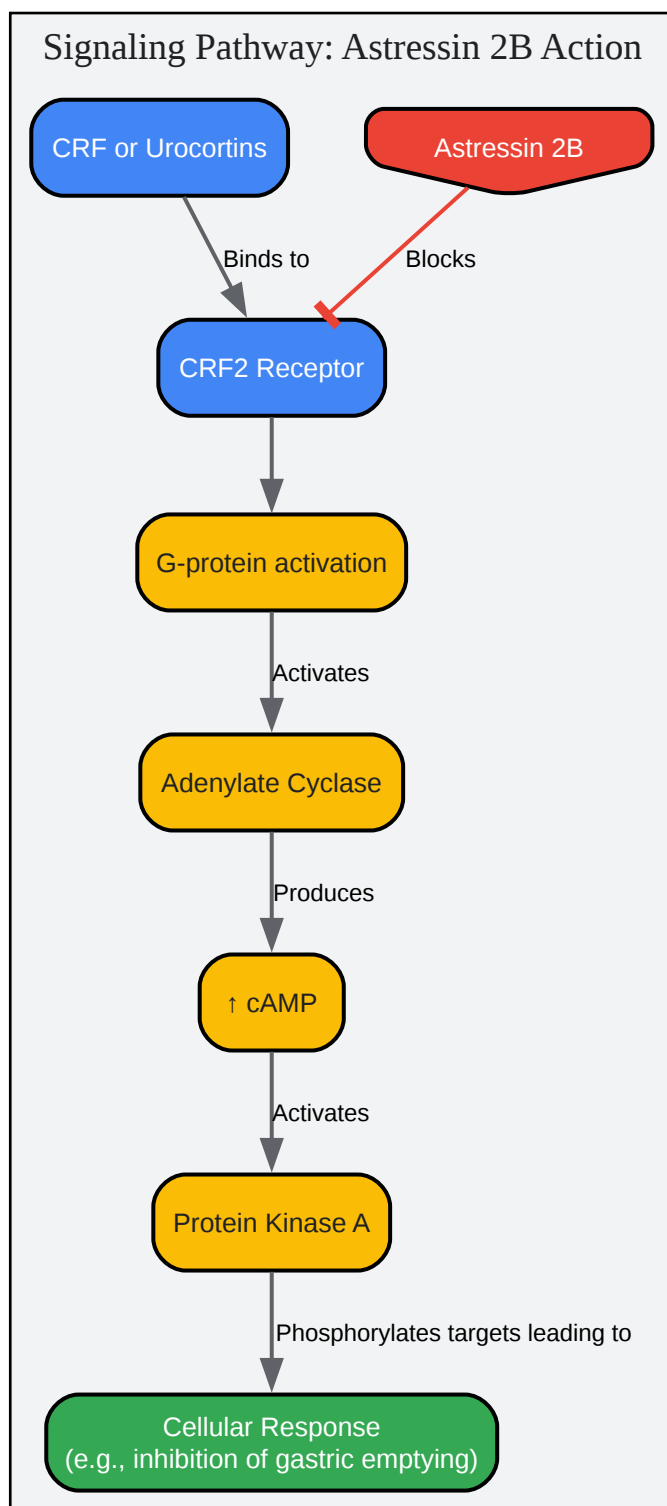 Signaling Pathway: Astressin 2B Action
CRF or Urocortins
Astressin 2B
Binds to
Blocks
CRF2 Receptor
G-protein activation
Activates
Adenylate Cyclase
Produces
↑ cAMP
Activates
Protein Kinase A
Phosphorylates targets leading to
Cellular Response
(e.g., inhibition of gastric emptying)